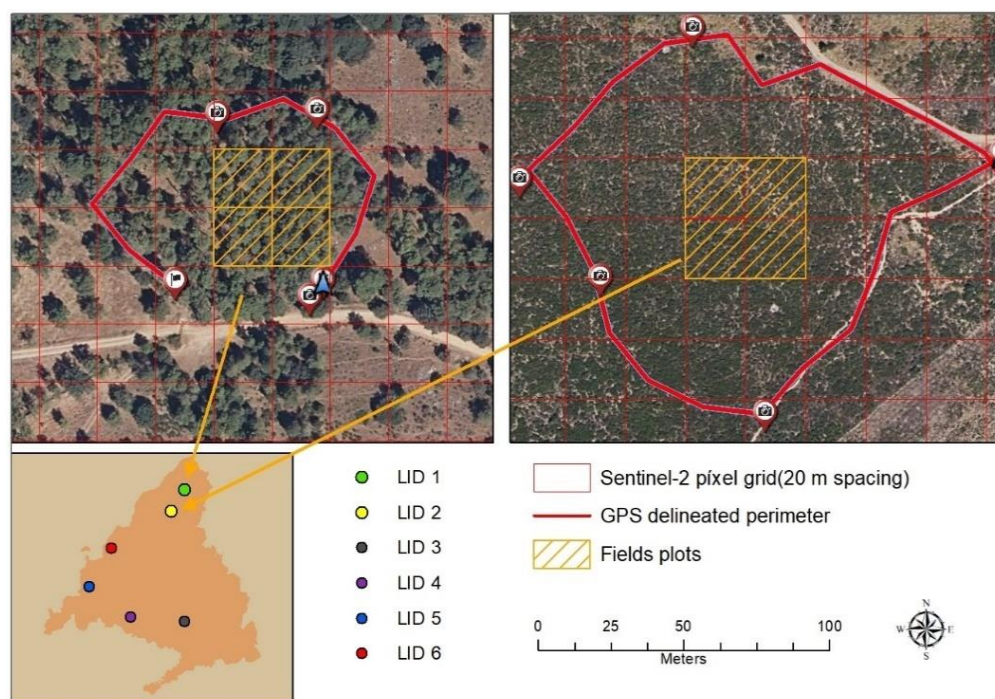 LID 1
LID 2
LID 3
LID 4
LID 5
LID 6
Sentinel-2 píxel grid(20 m spacing)
GPS delineated perimeter
Fields plots
0 25 50 100
Meters
N
W E
S